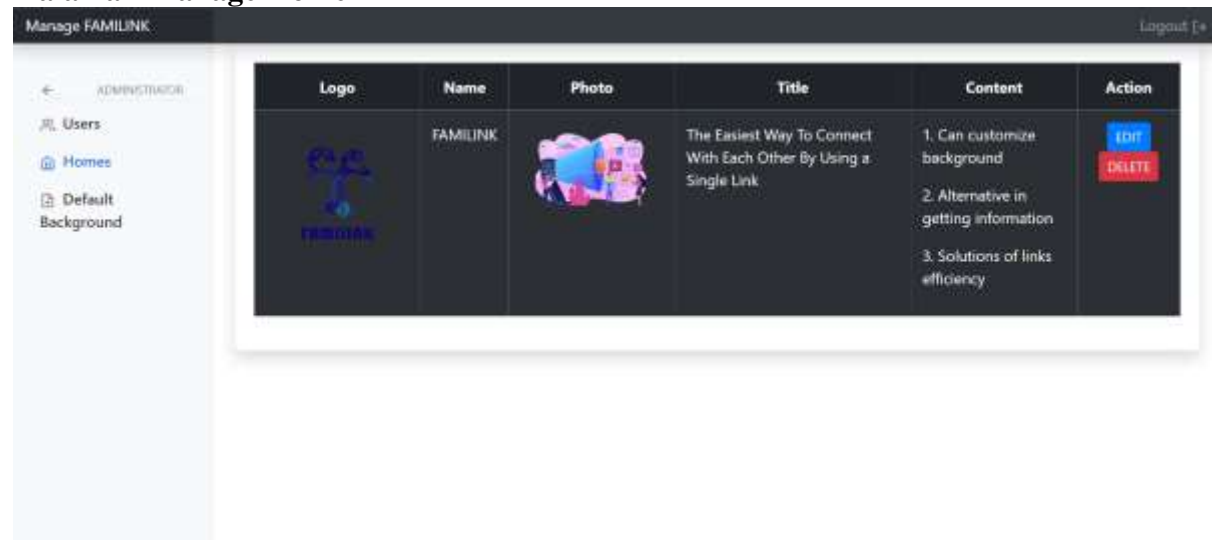 Manage FAMILINK
Logout
ADMINISTRATOR
Users
Homes
Default
Background
Logo Name Photo Title Content Action
FAMILINK
FAMILINK
The Easiest Way To Connect
With Each Other By Using a
Single Link
1. Can customize
background
2. Alternative in
getting information
3. Solutions of links
efficiency
EDIT
DELETE